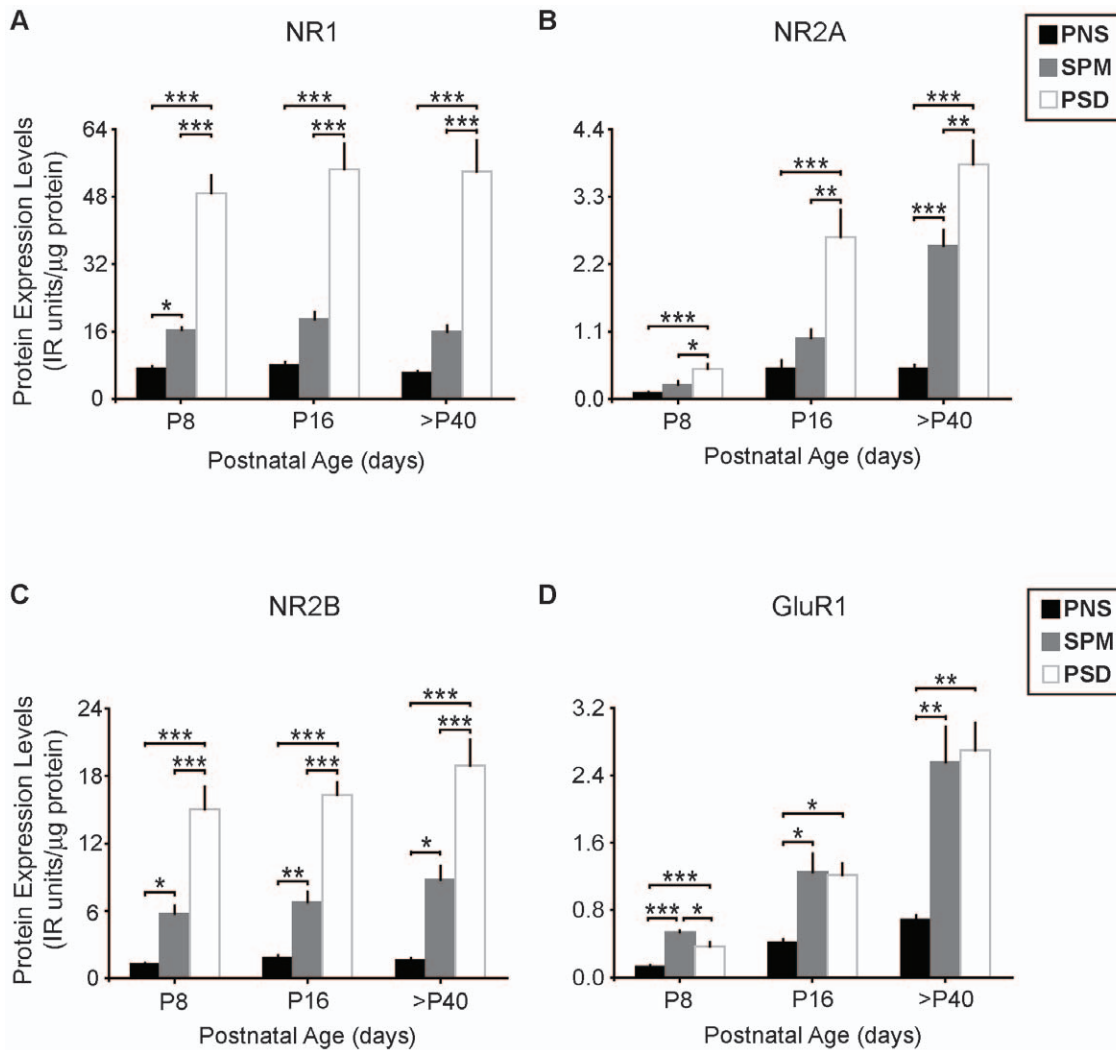 A
NR1
Protein Expression Levels
(IR units/µg protein)
64
48
32
16
0
***
***
*
***
***
***
***
P8
P16
>P40
Postnatal Age (days)
B
NR2A
PNS
SPM
PSD
4.4
3.3
2.2
1.1
0.0
***
*
***
**
***
**
***
P8
P16
>P40
Postnatal Age (days)
C
NR2B
Protein Expression Levels
(IR units/µg protein)
24
18
12
6
0
***
***
*
***
***
**
***
***
*
P8
P16
>P40
Postnatal Age (days)
D
GluR1
PNS
SPM
PSD
3.2
2.4
1.6
0.8
0.0
***
*** *
*
*
**
**
P8
P16
>P40
Postnatal Age (days)